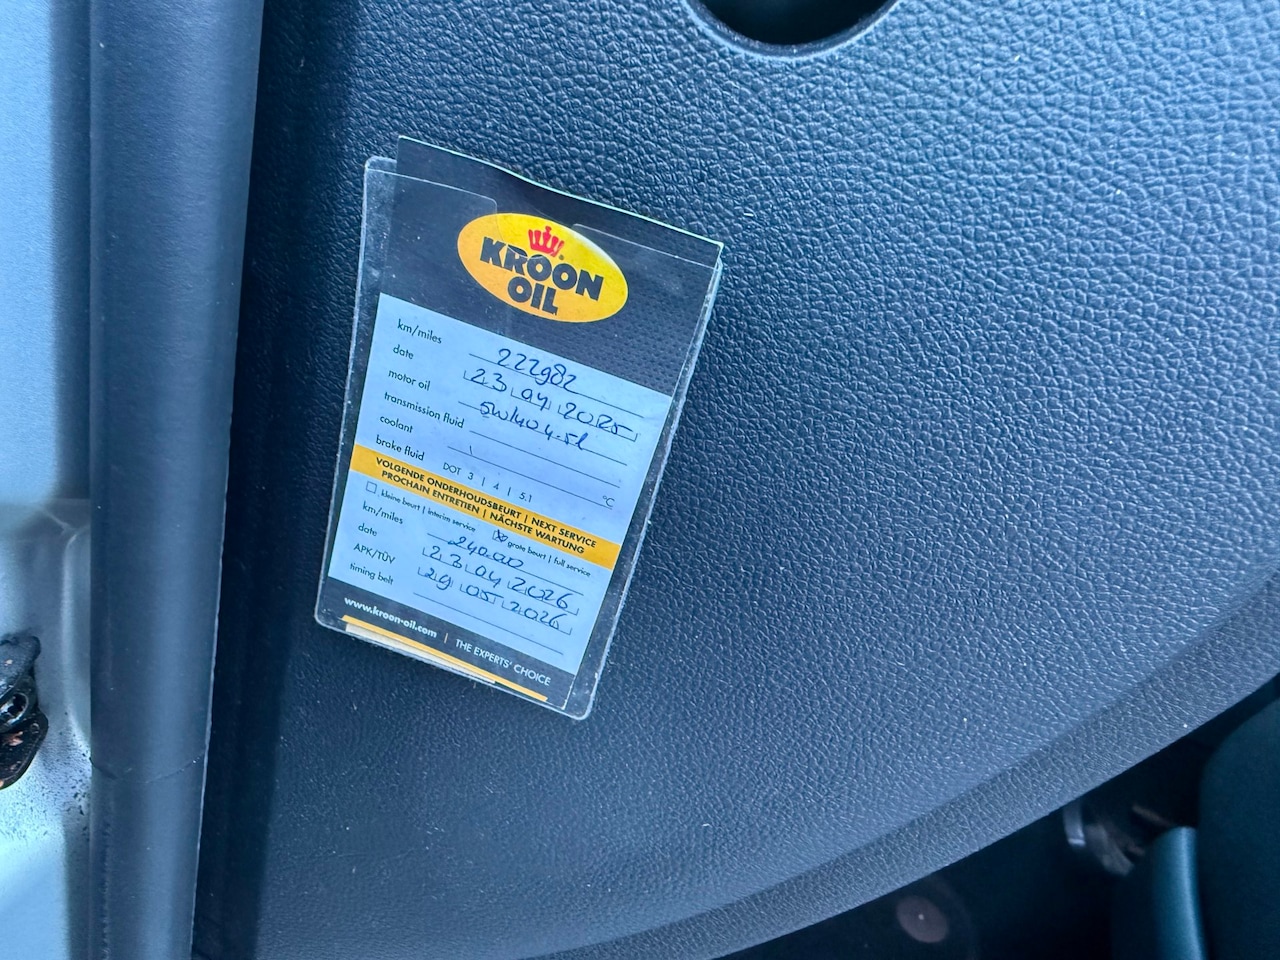 KROON
OIL
km/miles 222982
date 23 04 2025
motor oil 5W40 4.5l
transmission fluid
coolant °C
brake fluid DOT 3 | 4 | 5.1
VOLGENDE ONDERHOUDSBEURT | NEXT SERVICE
PROCHAIN ENTRETIEN | NÄCHSTE WARTUNG
kleine beurt | interim service grote beurt | full service
km/miles 240.00
date 23 04 2026
APK/TÜV 29 05 2026
timing belt
www.kroon-oil.com | THE EXPERTS' CHOICE